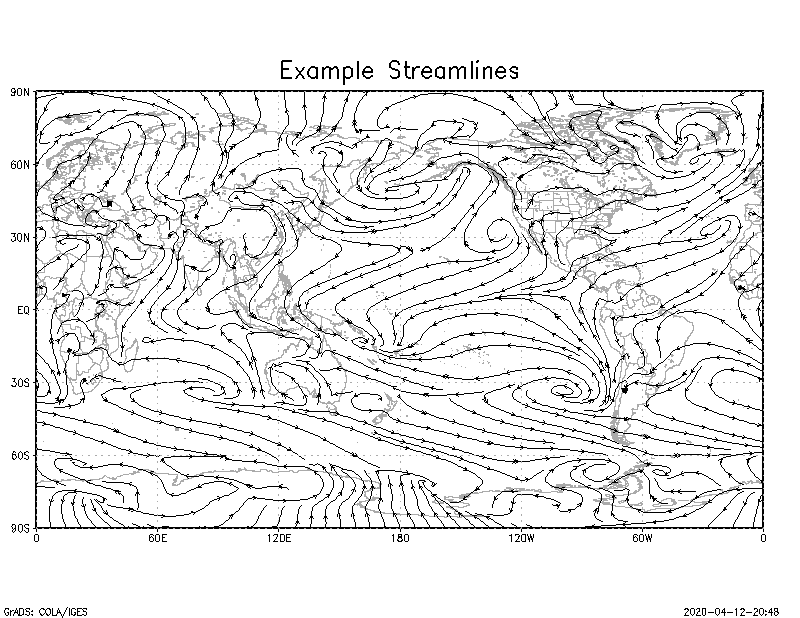 Example Streamlines
90N
60N
30N
EQ
30S
60S
90S
0 60E 120E 180 120W 60W 0
GrADS: COLA/IGES 2020-04-12-20:48